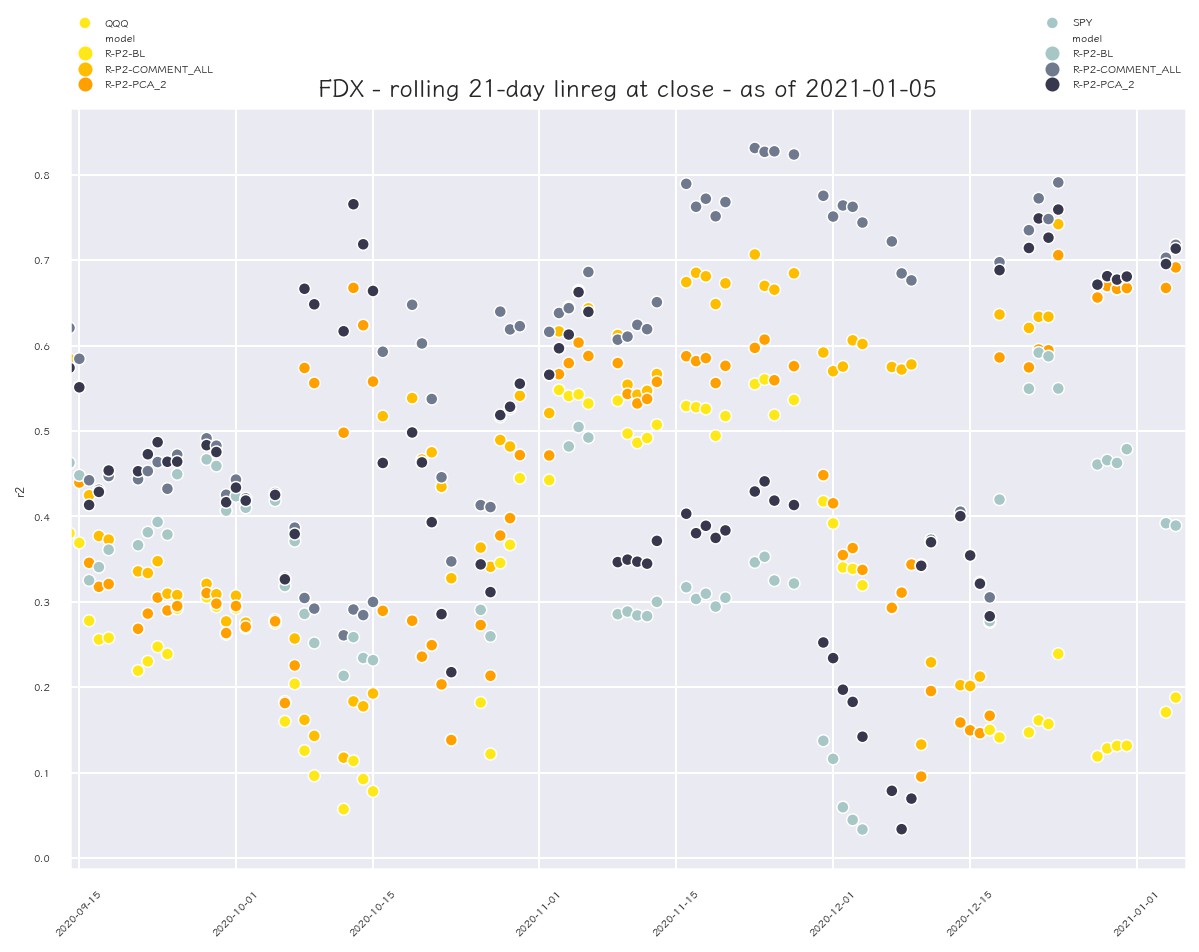 QQQ
model
R-P2-BL
R-P2-COMMENT_ALL
R-P2-PCA_2
SPY
model
R-P2-BL
R-P2-COMMENT_ALL
R-P2-PCA_2
FDX - rolling 21-day linreg at close - as of 2021-01-05
0.8
0.7
0.6
0.5
0.4
0.3
0.2
0.1
0.0
r2
2020-09-15
2020-10-01
2020-10-15
2020-11-01
2020-11-15
2020-12-01
2020-12-15
2021-01-01